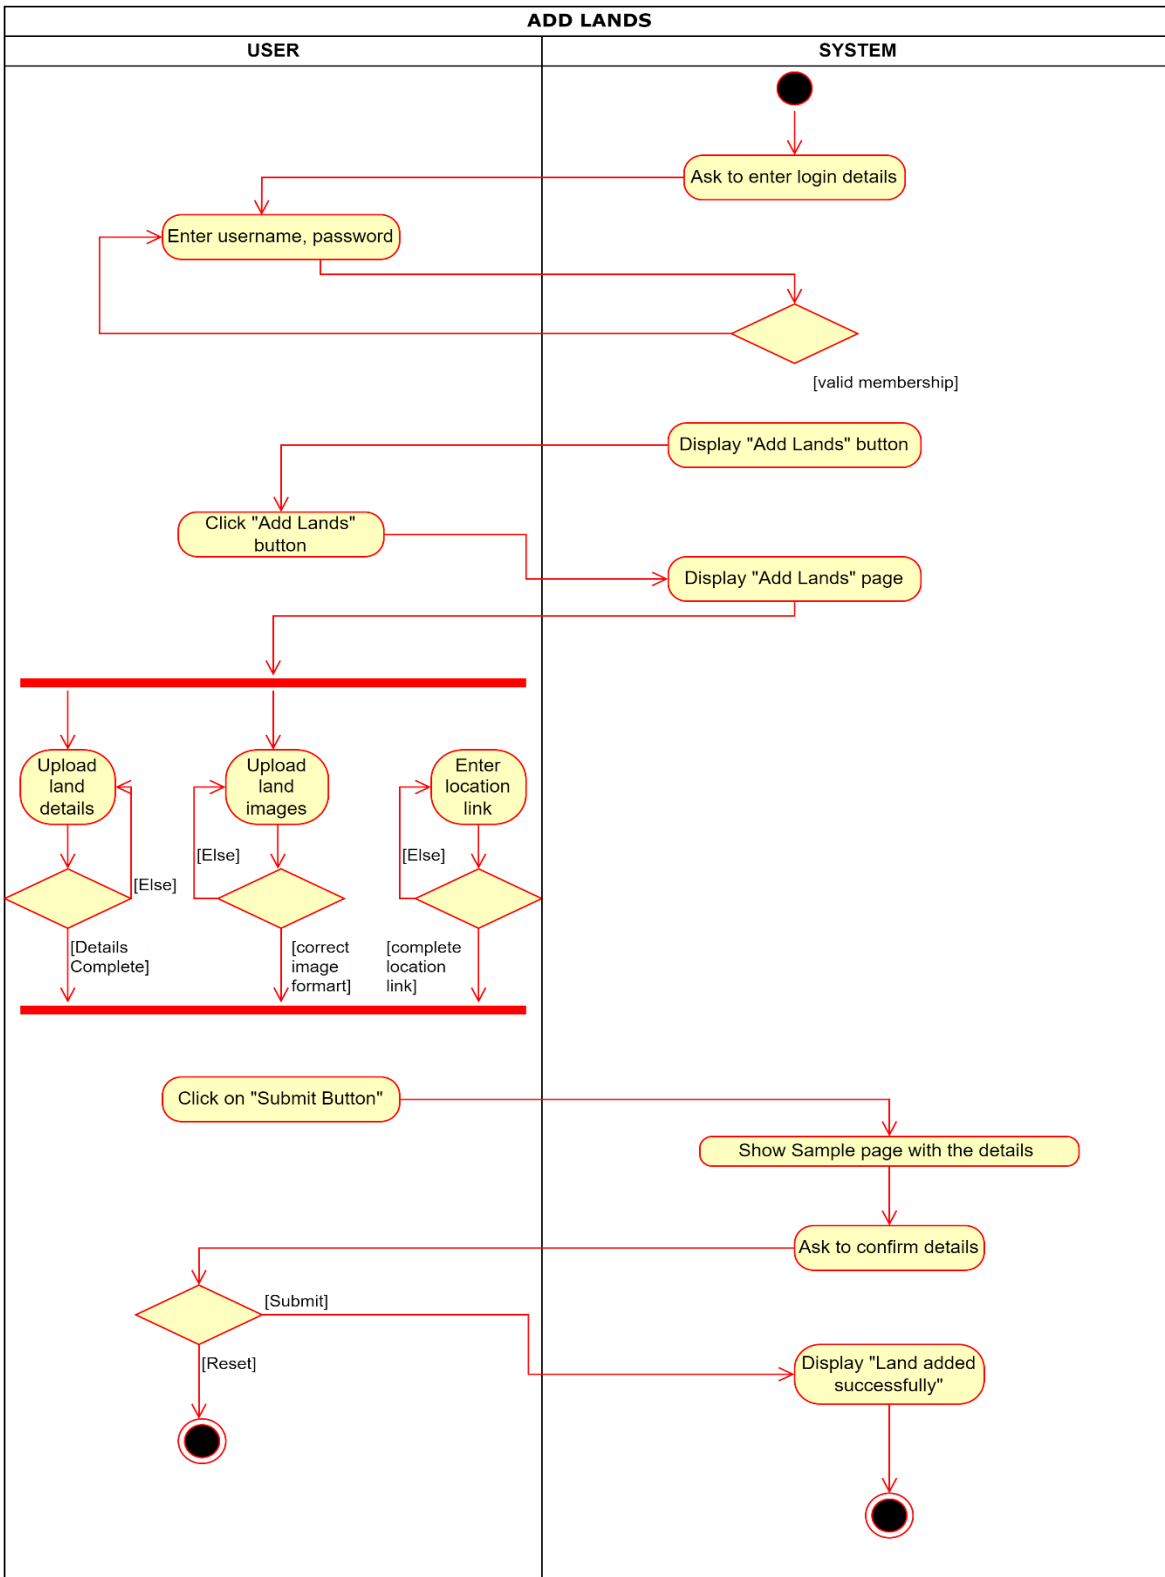 ADD LANDS
USER
SYSTEM
Ask to enter login details
Enter username, password
[valid membership]
Display "Add Lands" button
Click "Add Lands"
button
Display "Add Lands" page
Upload
land
details
Upload
land
images
Enter
location
link
[Else]
[Else]
[Else]
[Details
Complete]
[correct
image
formart]
[complete
location
link]
Click on "Submit Button"
Show Sample page with the details
Ask to confirm details
[Submit]
[Reset]
Display "Land added
successfully"